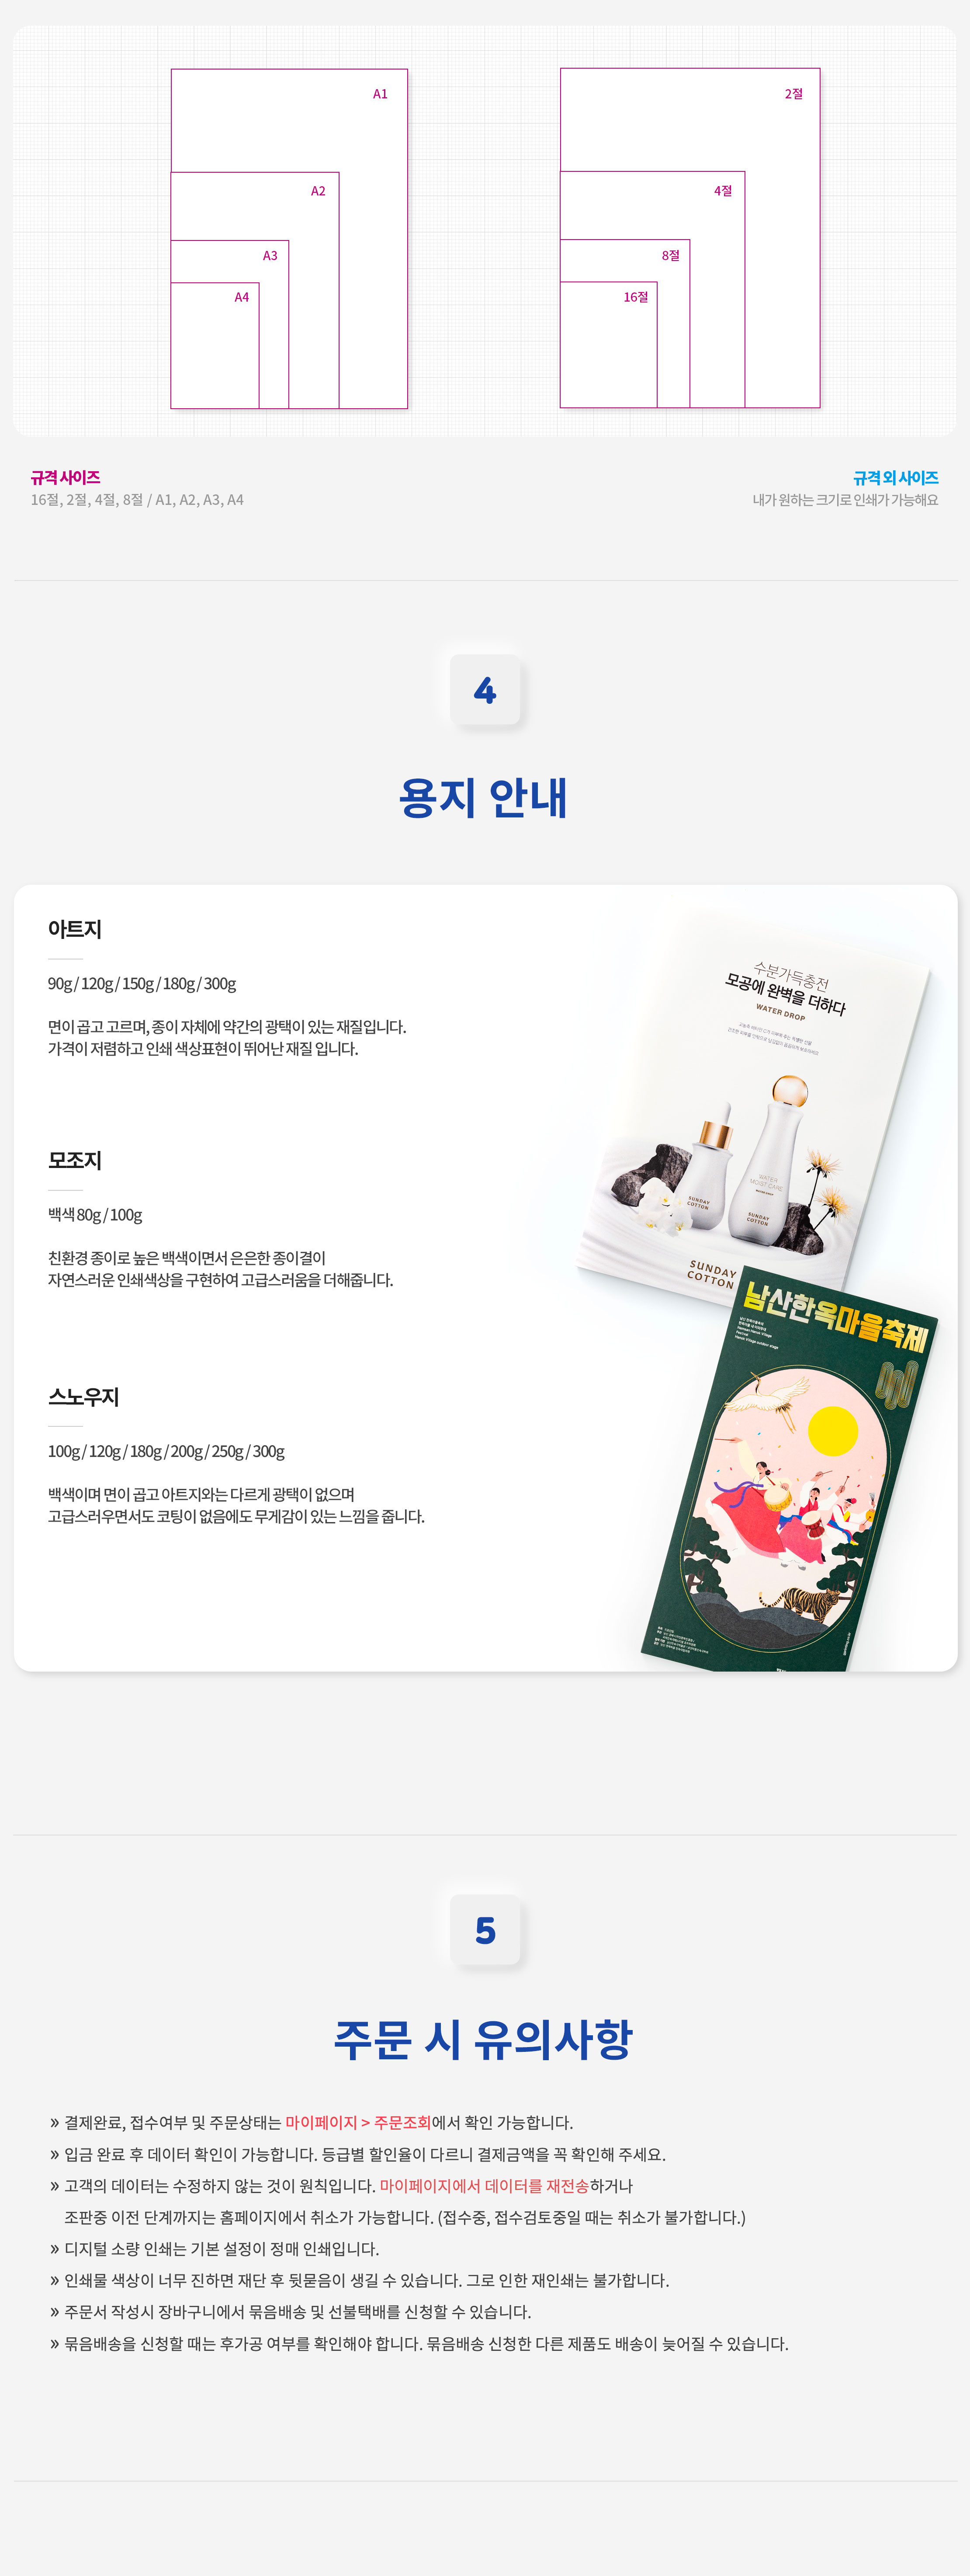 A1
A2
A3
A4
2절
4절
8절
16절
규격 사이즈
16절, 2절, 4절, 8절 / A1, A2, A3, A4
규격 외 사이즈
내가 원하는 크기로 인쇄가 가능해요
4
용지 안내
아트지
90g / 120g / 150g / 180g / 300g
면이 곱고 고르며, 종이 자체에 약간의 광택이 있는 재질입니다.
가격이 저렴하고 인쇄 색상표현이 뛰어난 재질 입니다.
모조지
백색 80g / 100g
친환경 종이로 높은 백색이면서 은은한 종이결이
자연스러운 인쇄색상을 구현하여 고급스러움을 더해줍니다.
스노우지
100g / 120g / 180g / 200g / 250g / 300g
백색이며 면이 곱고 아트지와는 다르게 광택이 없으며
고급스러우면서도 코팅이 없음에도 무게감이 있는 느낌을 줍니다.
수분가득충전
모공에 완벽을 더하다
WATER DROP
WATER
MOIST CARE
SUNDAY
COTTON
SUNDAY
COTTON
SUNDAY
COTTON
남산한옥마을축제
5
주문 시 유의사항
» 결제완료, 접수여부 및 주문상태는 마이페이지 > 주문조회에서 확인 가능합니다.
» 입금 완료 후 데이터 확인이 가능합니다. 등급별 할인율이 다르니 결제금액을 꼭 확인해 주세요.
» 고객의 데이터는 수정하지 않는 것이 원칙입니다. 마이페이지에서 데이터를 재전송하거나
조판중 이전 단계까지는 홈페이지에서 취소가 가능합니다. (접수중, 접수검토중일 때는 취소가 불가합니다.)
» 디지털 소량 인쇄는 기본 설정이 정매 인쇄입니다.
» 인쇄물 색상이 너무 진하면 재단 후 뒷묻음이 생길 수 있습니다. 그로 인한 재인쇄는 불가합니다.
» 주문서 작성시 장바구니에서 묶음배송 및 선불택배를 신청할 수 있습니다.
» 묶음배송을 신청할 때는 후가공 여부를 확인해야 합니다. 묶음배송 신청한 다른 제품도 배송이 늦어질 수 있습니다.